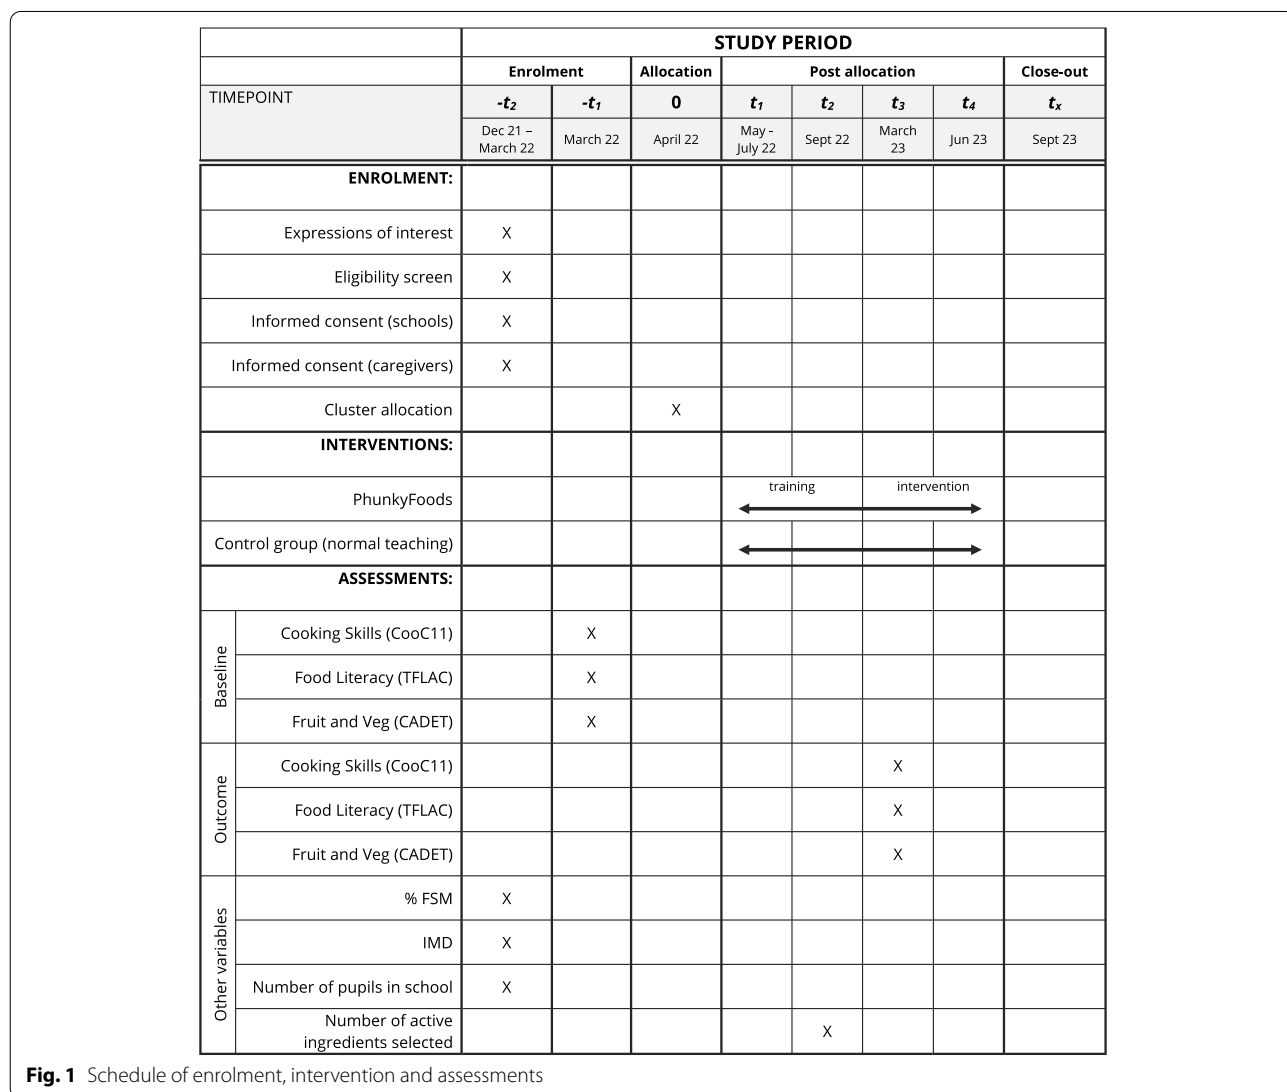 STUDY PERIOD
Enrolment Allocation Post allocation Close-out
TIMEPOINT -t2 -t1 0 t1 t2 t3 t4 tx
Dec 21 – March 22 March 22 April 22 May - July 22 Sept 22 March 23 Jun 23 Sept 23
ENROLMENT:
Expressions of interest X
Eligibility screen X
Informed consent (schools) X
Informed consent (caregivers) X
Cluster allocation X
INTERVENTIONS:
PhunkyFoods training intervention
Control group (normal teaching)
ASSESSMENTS:
Baseline
Cooking Skills (CooC11) X
Food Literacy (TFLAC) X
Fruit and Veg (CADET) X
Outcome
Cooking Skills (CooC11) X
Food Literacy (TFLAC) X
Fruit and Veg (CADET) X
Other variables
% FSM X
IMD X
Number of pupils in school X
Number of active
ingredients selected X
Fig. 1 Schedule of enrolment, intervention and assessments